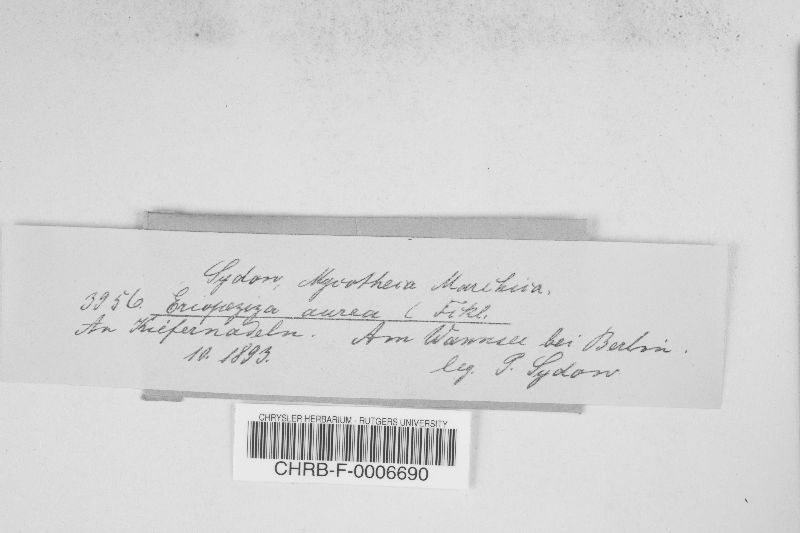 Sydow, Mycotheca Marchica.
3956. Eriopeziza aurea ( Fckl.
An Kiefernadeln. Am Wannsee bei Berlin.
10. 1893. leg. P. Sydow
CHRYSLER HERBARIUM - RUTGERS UNIVERSITY
CHRB-F-0006690